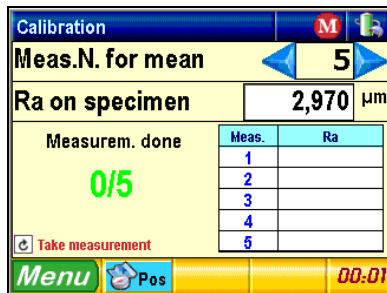 Calibration M
Meas.N. for mean 5
Ra on specimen 2,970 µm
Measurem. done
0/5
Meas. Ra
1
2
3
4
5
Take measurement
Menu Pos 00:01